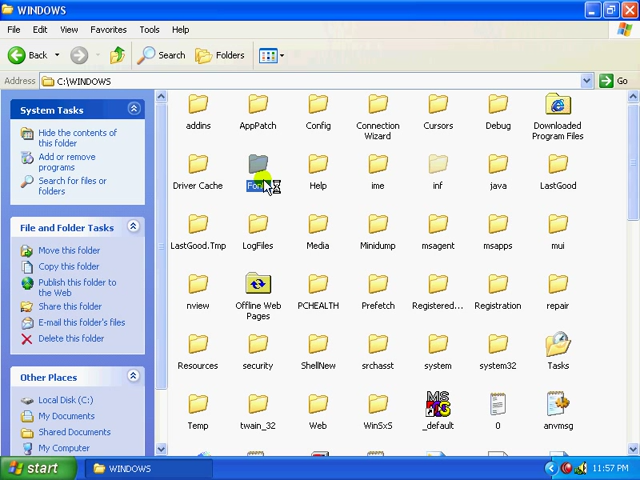 WINDOWS
File Edit View Favorites Tools Help
Back Search Folders
Address C:\WINDOWS Go
System Tasks
Hide the contents of
this folder
Add or remove
programs
Search for files or
folders
File and Folder Tasks
Move this folder
Copy this folder
Publish this folder to
the Web
Share this folder
E-mail this folder's files
Delete this folder
Other Places
Local Disk (C:)
My Documents
Shared Documents
My Computer
addins AppPatch Config Connection
Wizard Cursors Debug Downloaded
Program Files
Driver Cache Help ime inf java LastGood
LastGood.Tmp LogFiles Media Minidump msagent msapps mui
nview Offline Web
Pages PCHEALTH Prefetch Registered... Registration repair
Resources security ShellNew srchasst system system32 Tasks
Temp twain_32 Web WinSxS _default 0 anvmsg
start WINDOWS 11:57 PM